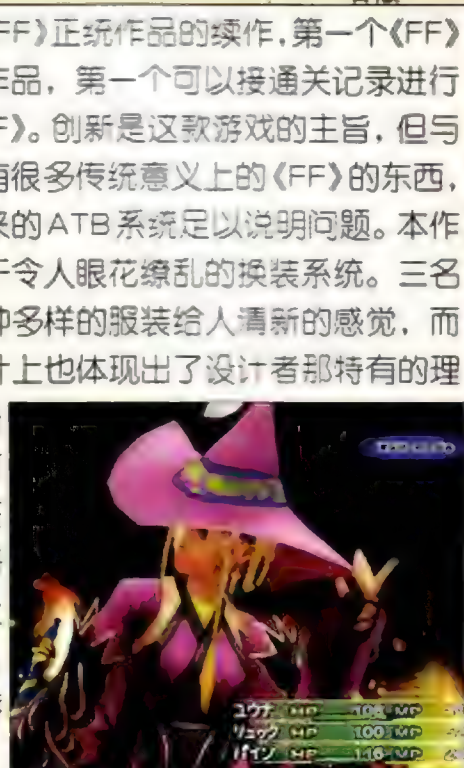 FF》正统作品的续作,第一个《FF》
作品,第一个可以接通关记录进行
F》。创新是这款游戏的主旨,但与
有很多传统意义上的《FF》的东西,
来的ATB系统足以说明问题。本作
于令人眼花缭乱的换装系统。三名
种多样的服装给人清新的感觉,而
计上也体现出了设计者那特有的理
ユウナ HP 106 MP
リュック HP 100 MP
パイン HP 116 MP